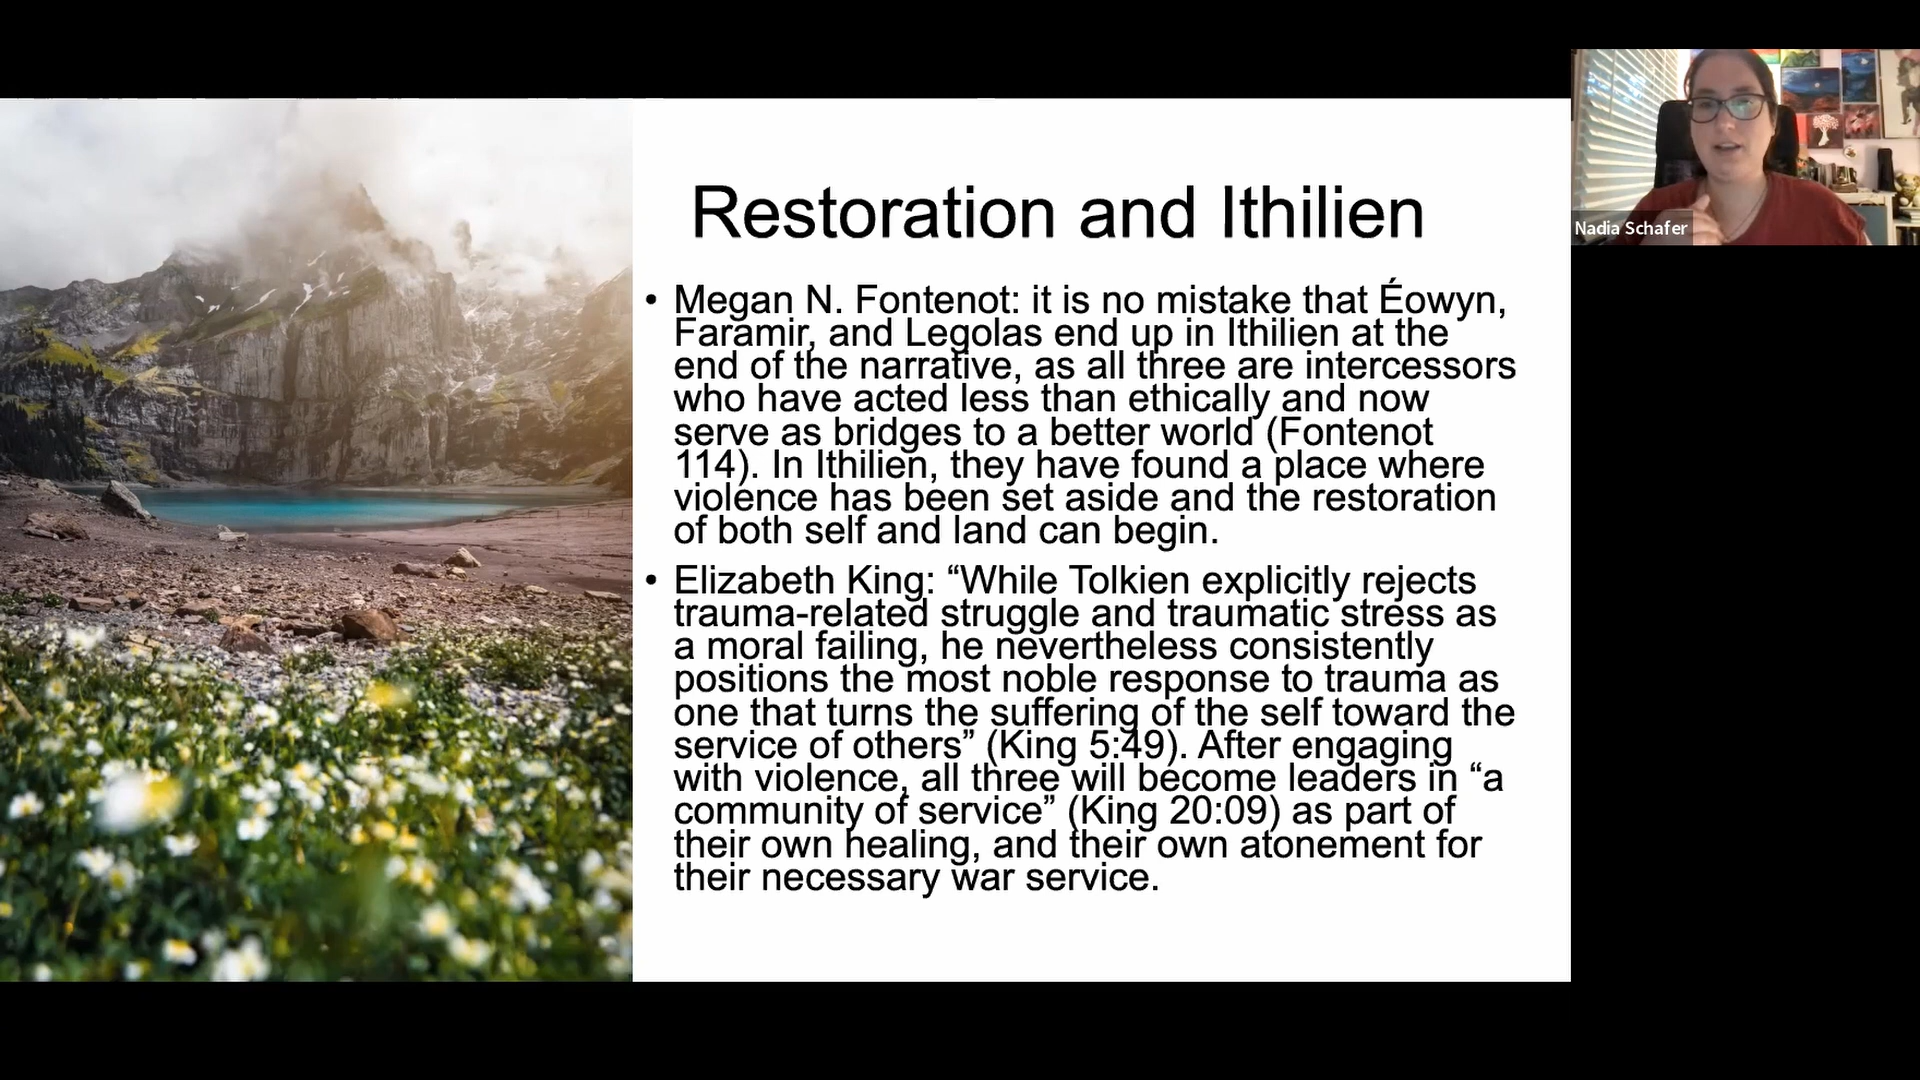 Restoration and Ithilien
• Megan N. Fontenot: it is no mistake that Éowyn,
Faramir, and Legolas end up in Ithilien at the
end of the narrative, as all three are intercessors
who have acted less than ethically and now
serve as bridges to a better world (Fontenot
114). In Ithilien, they have found a place where
violence has been set aside and the restoration
of both self and land can begin.
• Elizabeth King: “While Tolkien explicitly rejects
trauma-related struggle and traumatic stress as
a moral failing, he nevertheless consistently
positions the most noble response to trauma as
one that turns the suffering of the self toward the
service of others” (King 5:49). After engaging
with violence, all three will become leaders in “a
community of service” (King 20:09) as part of
their own healing, and their own atonement for
their necessary war service.
Nadia Schafer